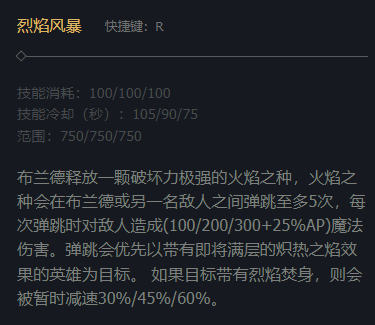 烈焰风暴 快捷键：R
技能消耗：100/100/100
技能冷却（秒）：105/90/75
范围：750/750/750
布兰德释放一颗破坏力极强的火焰之种，火焰之
种会在布兰德或另一名敌人之间弹跳至多5次，每
次弹跳时对敌人造成(100/200/300+25%AP)魔法
伤害。弹跳会优先以带有即将满层的炽热之焰效
果的英雄为目标。 如果目标带有烈焰焚身，则会
被暂时减速30%/45%/60%。